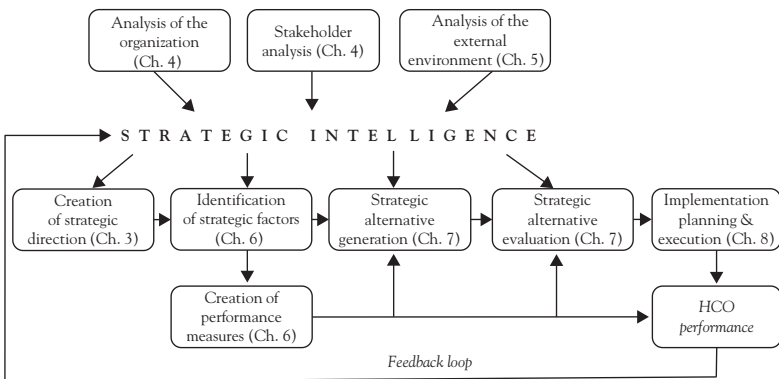 Analysis of the
organization
(Ch. 4)
Stakeholder
analysis (Ch. 4)
Analysis of the
external
environment (Ch. 5)
STRATEGIC INTELLIGENCE
Creation
of strategic
direction (Ch. 3)
Identification
of strategic factors
(Ch. 6)
Strategic
alternative
generation (Ch. 7)
Strategic
alternative
evaluation (Ch. 7)
Implementation
planning &
execution (Ch. 8)
Creation of
performance
measures (Ch. 6)
HCO
performance
Feedback loop